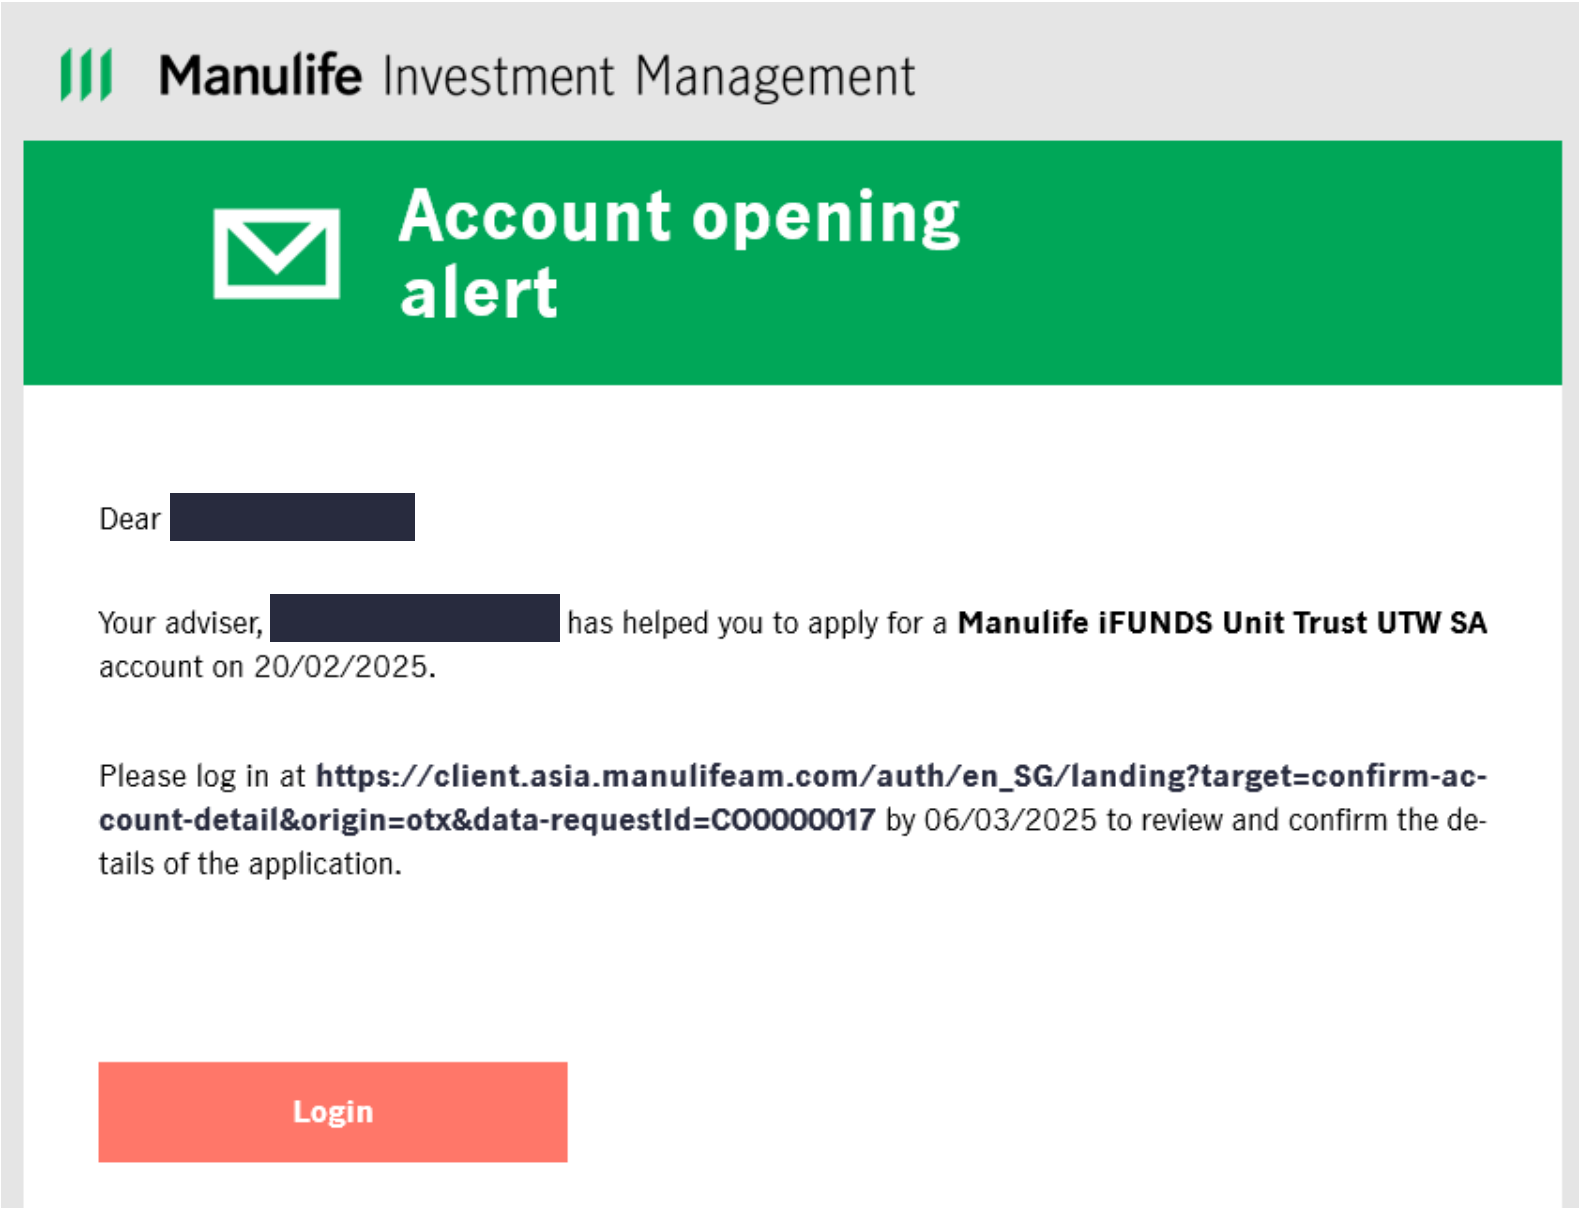 Manulife Investment Management
Account opening
alert
Dear
Your adviser, has helped you to apply for a Manulife iFUNDS Unit Trust UTW SA
account on 20/02/2025.
Please log in at https://client.asia.manulifeam.com/auth/en_SG/landing?target=confirm-ac-
count-detail&origin=otx&data-requestId=CO0000017 by 06/03/2025 to review and confirm the de-
tails of the application.
Login